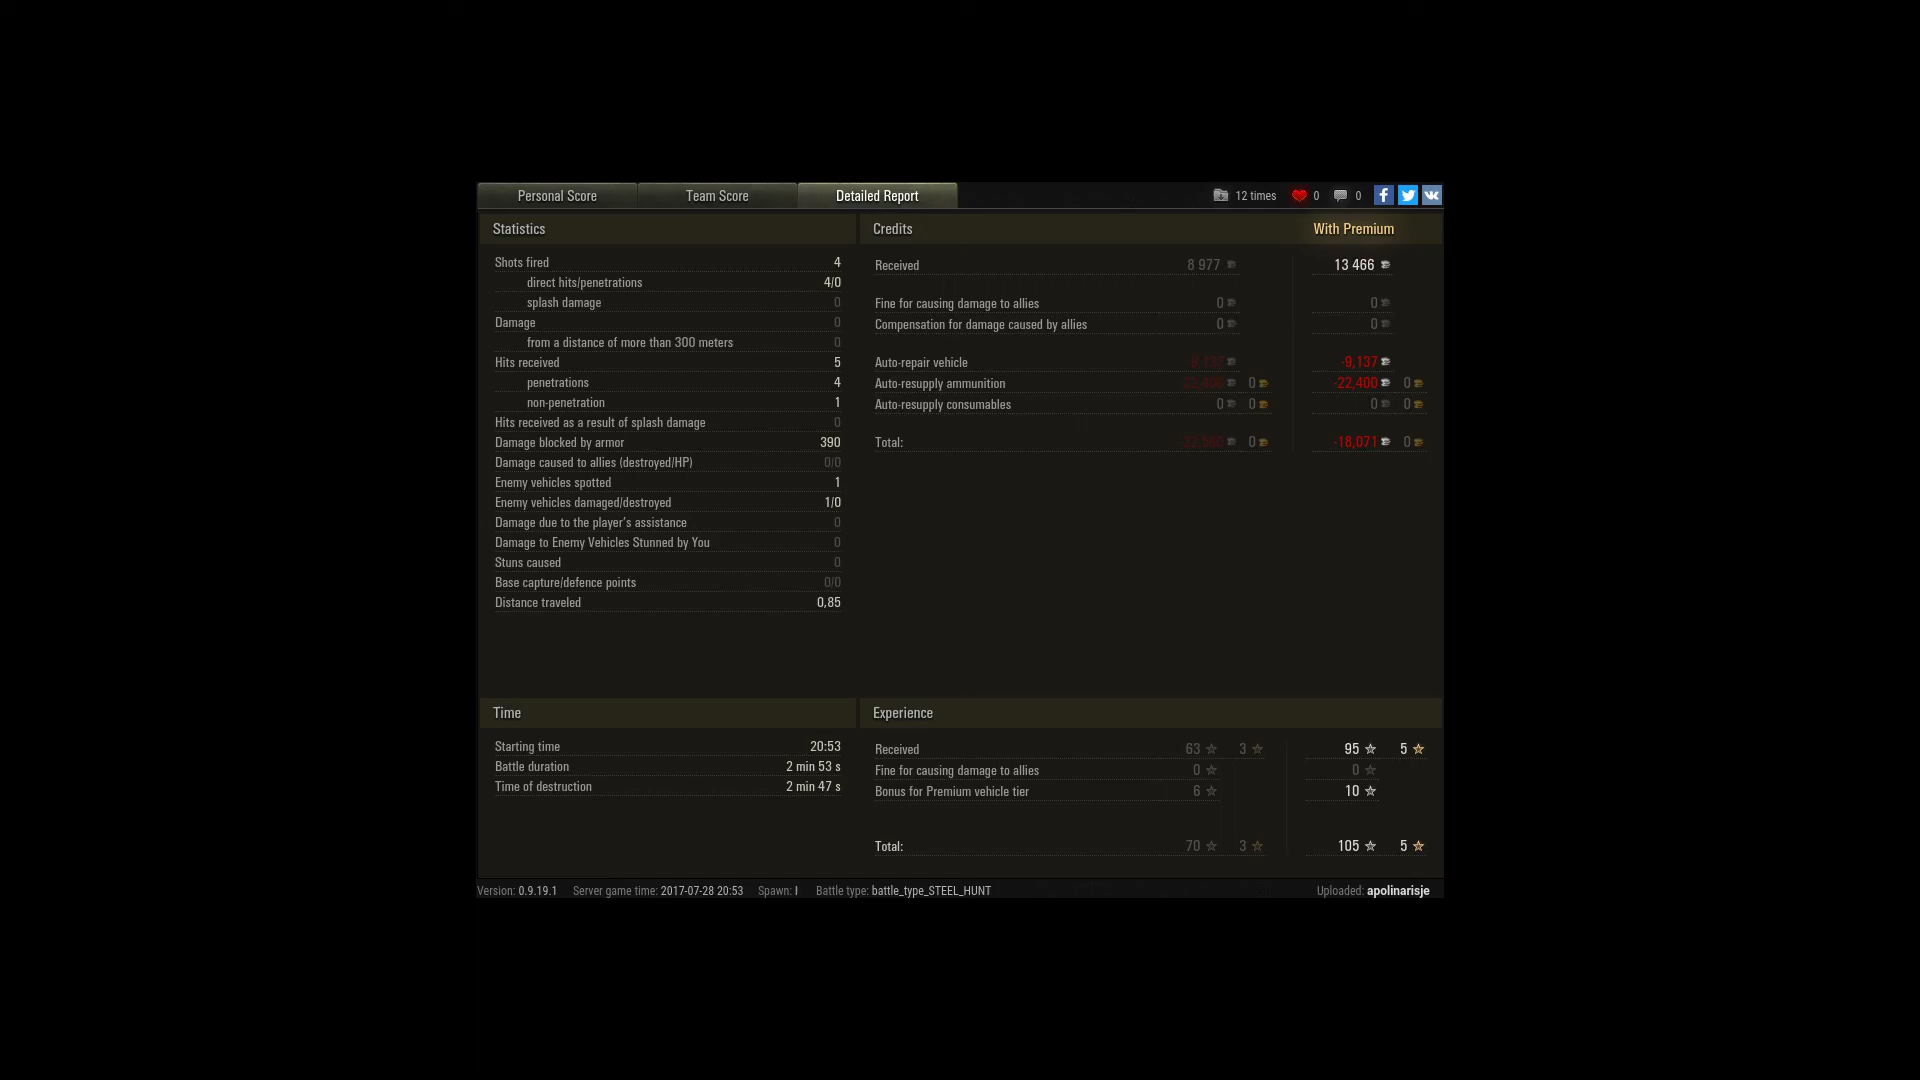 Personal Score Team Score Detailed Report 12 times 0 0
Statistics
Shots fired 4
direct hits/penetrations 4/0
splash damage 0
Damage 0
from a distance of more than 300 meters 0
Hits received 5
penetrations 4
non-penetration 1
Hits received as a result of splash damage 0
Damage blocked by armor 390
Damage caused to allies (destroyed/HP) 0/0
Enemy vehicles spotted 1
Enemy vehicles damaged/destroyed 1/0
Damage due to the player's assistance 0
Damage to Enemy Vehicles Stunned by You 0
Stuns caused 0
Base capture/defence points 0/0
Distance traveled 0,85
Credits With Premium
Received 8 977 13 466
Fine for causing damage to allies 0 0
Compensation for damage caused by allies 0 0
Auto-repair vehicle -9,137 -9,137
Auto-resupply ammunition -22,400 0 -22,400 0
Auto-resupply consumables 0 0 0 0
Total: 0 -18,071 0
Time
Starting time 20:53
Battle duration 2 min 53 s
Time of destruction 2 min 47 s
Experience
Received 63 3 95 5
Fine for causing damage to allies 0 0
Bonus for Premium vehicle tier 6 10
Total: 70 3 105 5
Version: 0.9.19.1 Server game time: 2017-07-28 20:53 Spawn: I Battle type: battle_type_STEEL_HUNT Uploaded: apolinarisje